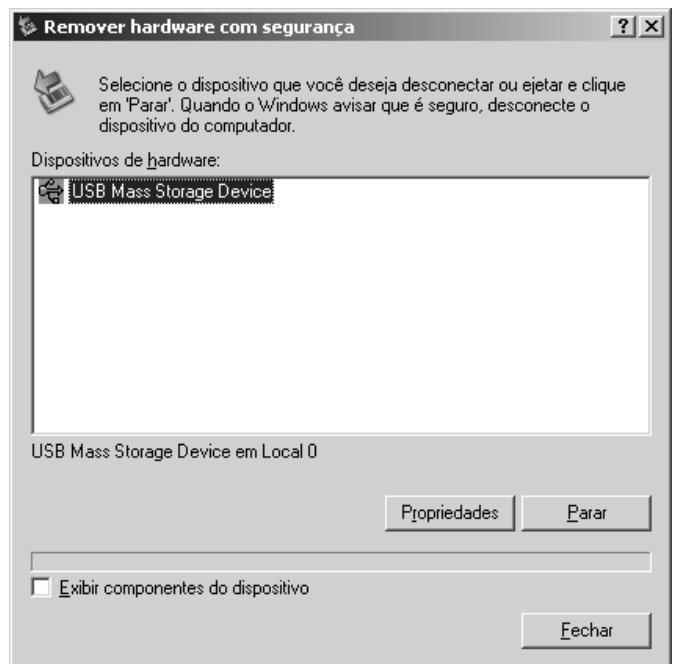 Remover hardware com segurança
Selecione o dispositivo que você deseja desconectar ou ejetar e clique
em 'Parar'. Quando o Windows avisar que é seguro, desconecte o
dispositivo do computador.
Dispositivos de hardware:
USB Mass Storage Device
USB Mass Storage Device em Local 0
Propriedades Parar
Exibir componentes do dispositivo
Fechar